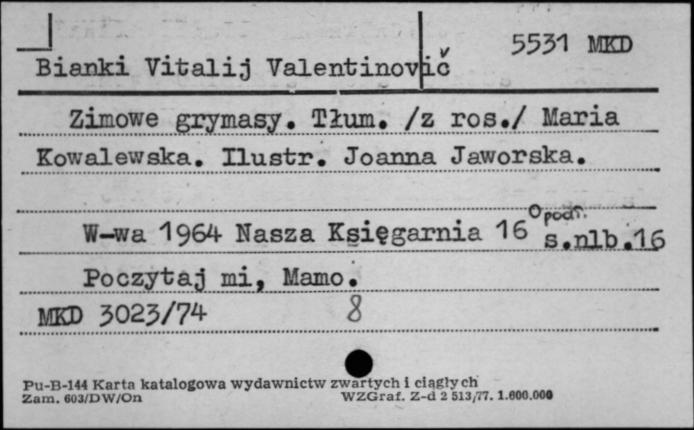 5531 MKD
Bianki Vitalij Valentinovič
Zimowe grymasy. Tłum. /z ros./ Maria
Kowalewska. Ilustr. Joanna Jaworska.
W-wa 1964 Nasza Księgarnia 16° s.nlb.16
Poczytaj mi, Mamo.
MKD 3023/74 8
Pu-B-144 Karta katalogowa wydawnictw zwartych i ciągłych
Zam. 603/DW/On WZGraf. Z-d 2 513/77. 1.600.000